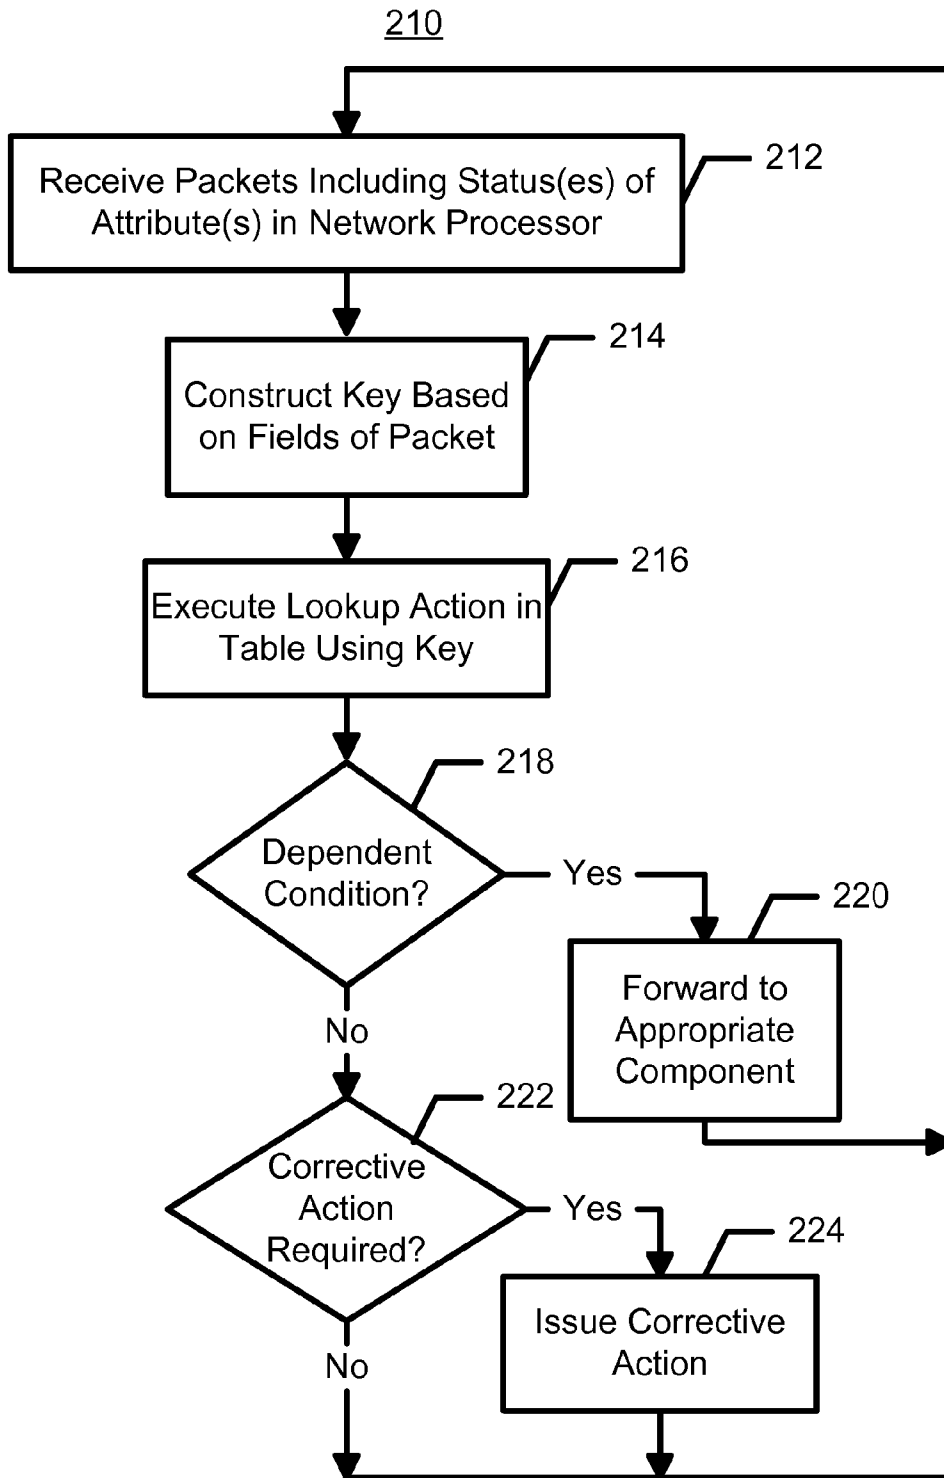 210
212
Receive Packets Including Status(es) of
Attribute(s) in Network Processor
214
Construct Key Based
on Fields of Packet
216
Execute Lookup Action in
Table Using Key
218
Dependent
Condition?
Yes
220
Forward to
Appropriate
Component
No
222
Corrective
Action
Required?
Yes
224
Issue Corrective
Action
No